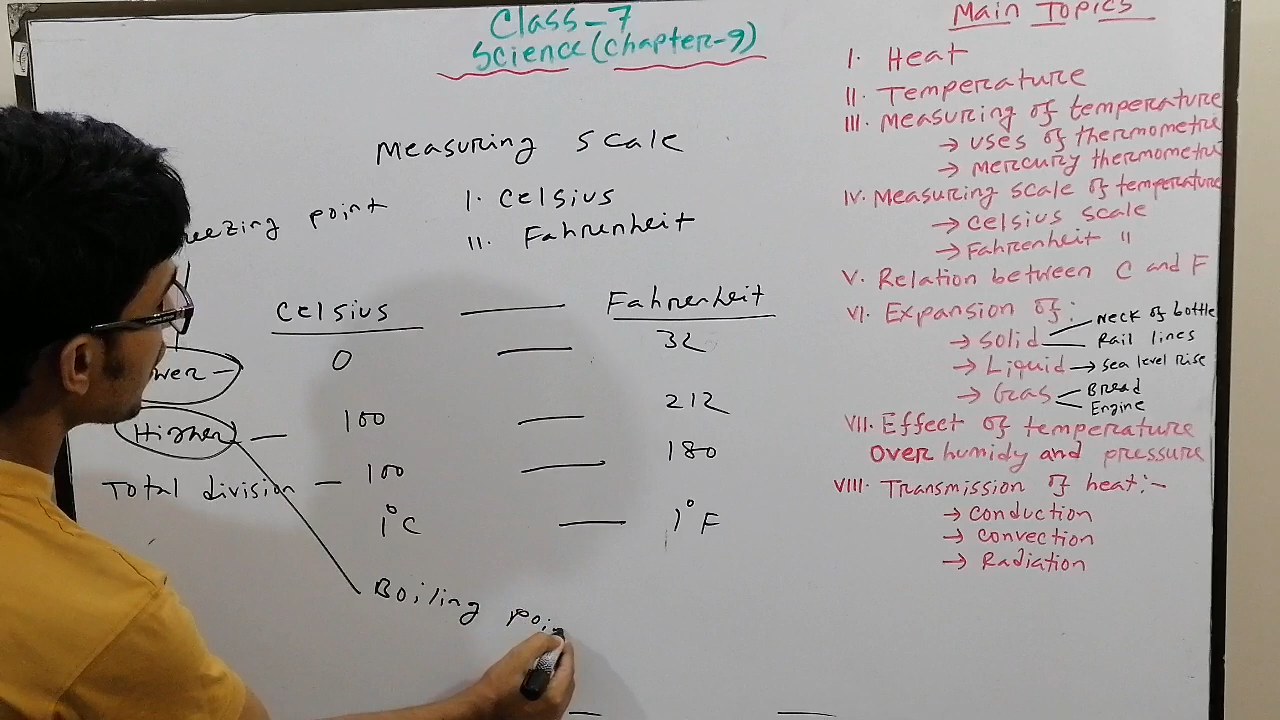 Class-7
Science (chapter-9)
Measuring scale
I. Celsius
II. Fahrenheit
reezing point
Celsius — Fahrenheit
wer - 0 — 32
Higher — 100 — 212
Total division — 100 — 180
1°C — 1°F
Boiling poi
Main Topics
I. Heat
II. Temperature
III. Measuring of temperature
→ uses of thermometre
→ mercury thermometre
IV. Measuring scale of temperature
→ Celsius scale
→ Fahrenheit "
V. Relation between C and F
VI. Expansion of:
→ Solid — Neck of bottle
— Rail lines
→ Liquid → Sea level rise
→ Gas — Bread
— Engine
VII. Effect of temperature
over humidy and pressure
VIII. Transmission of heat:-
→ conduction
→ convection
→ Radiation